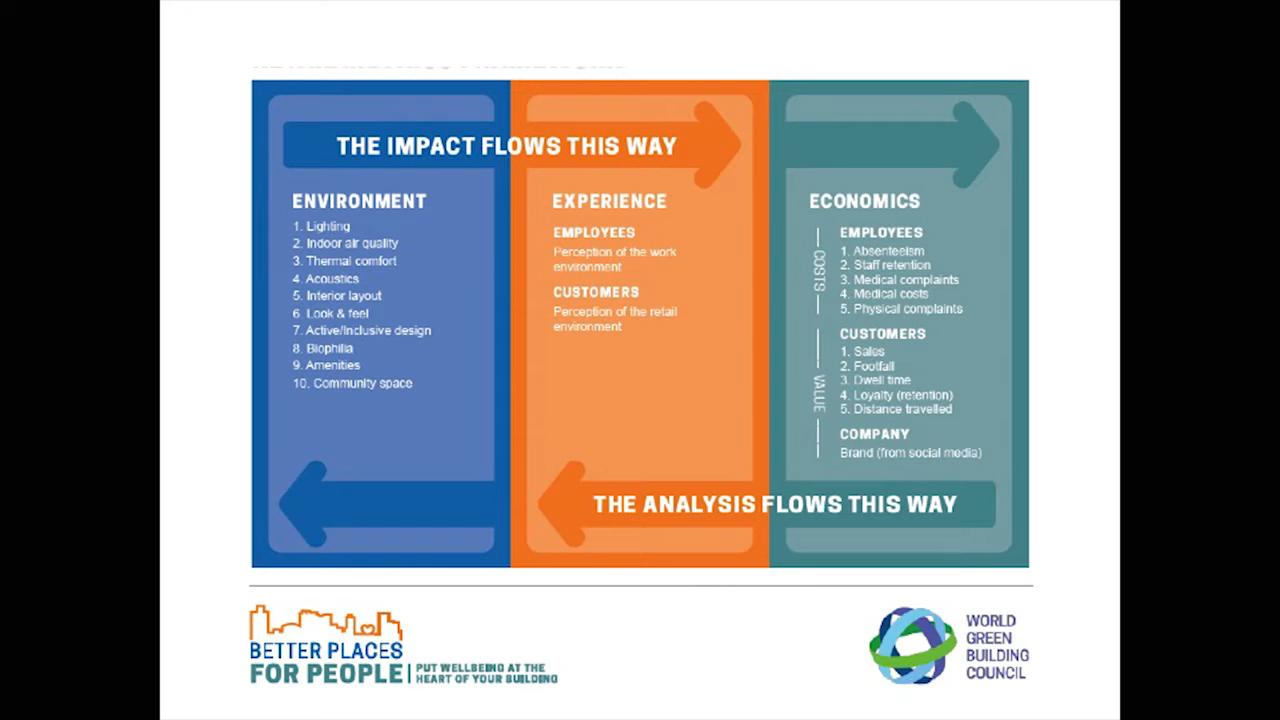 THE IMPACT FLOWS THIS WAY
ENVIRONMENT
1. Lighting
2. Indoor air quality
3. Thermal comfort
4. Acoustics
5. Interior layout
6. Look & feel
7. Active/Inclusive design
8. Biophilia
9. Amenities
10. Community space
EXPERIENCE
EMPLOYEES
Perception of the work
environment
CUSTOMERS
Perception of the retail
environment
ECONOMICS
COSTS
EMPLOYEES
1. Absenteeism
2. Staff retention
3. Medical complaints
4. Medical costs
5. Physical complaints
VALUE
CUSTOMERS
1. Sales
2. Footfall
3. Dwell time
4. Loyalty (retention)
5. Distance travelled
COMPANY
Brand (from social media)
THE ANALYSIS FLOWS THIS WAY
BETTER PLACES
FOR PEOPLE
PUT WELLBEING AT THE
HEART OF YOUR BUILDING
WORLD
GREEN
BUILDING
COUNCIL